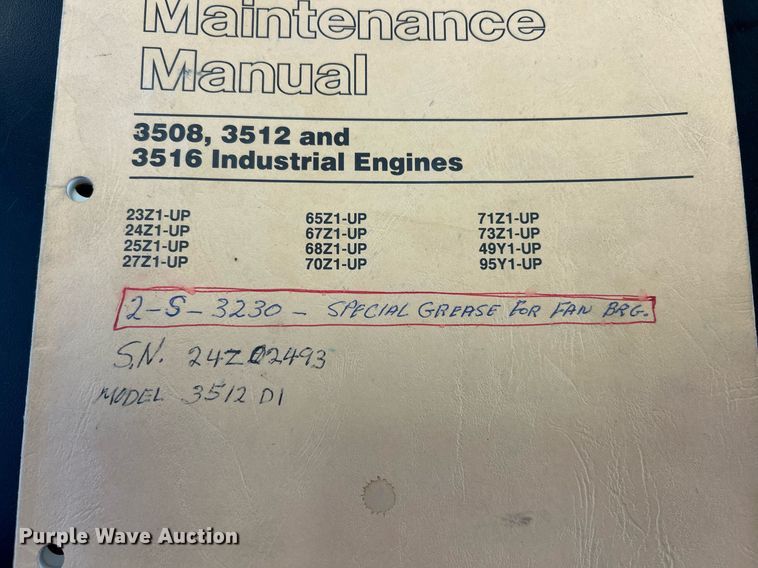 Maintenance
Manual
3508, 3512 and
3516 Industrial Engines
23Z1-UP 65Z1-UP 71Z1-UP
24Z1-UP 67Z1-UP 73Z1-UP
25Z1-UP 68Z1-UP 49Y1-UP
27Z1-UP 70Z1-UP 95Y1-UP
2-S-3230 - SPECIAL GREASE FOR FAN BRG.
S.N. 24Z02493
MODEL 3512 DI
Purple Wave Auction